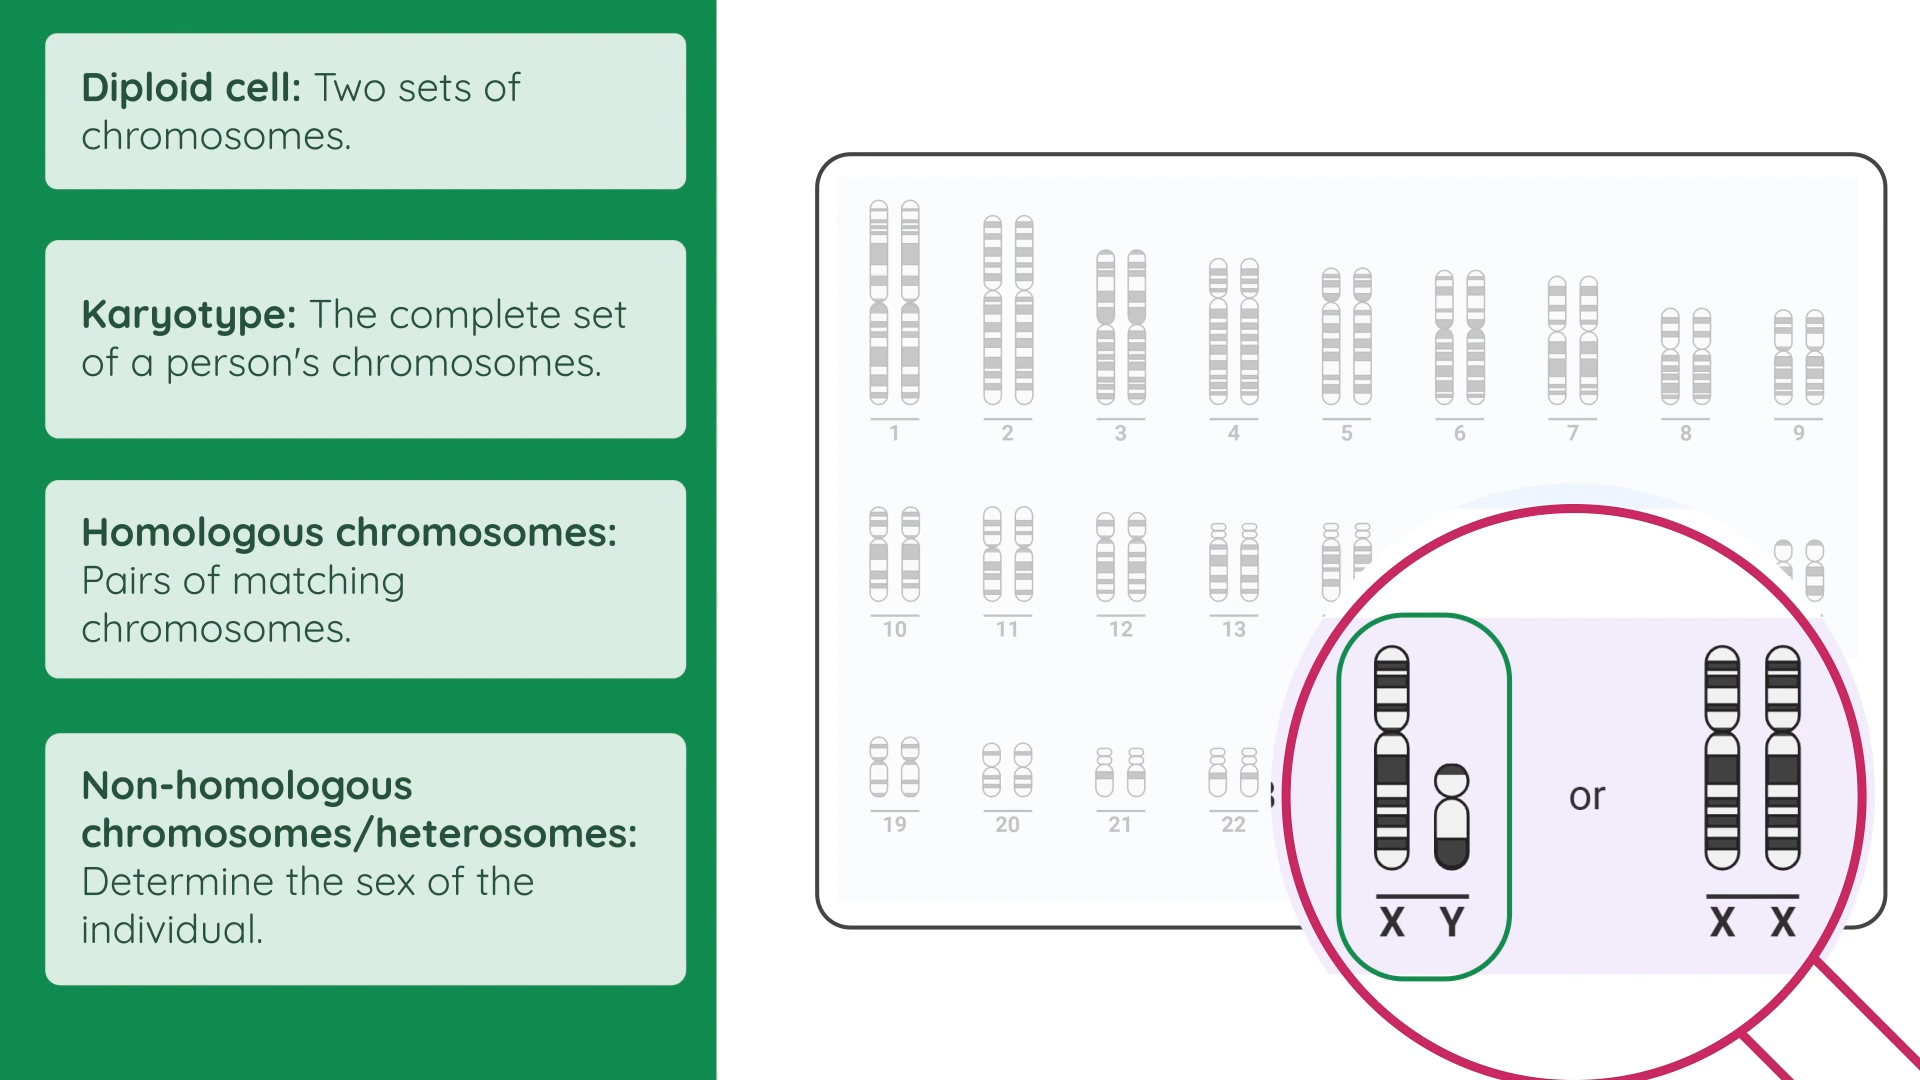 Diploid cell: Two sets of
chromosomes.
Karyotype: The complete set
of a person's chromosomes.
Homologous chromosomes:
Pairs of matching
chromosomes.
Non-homologous
chromosomes/heterosomes:
Determine the sex of the
individual.
1 2 3 4 5 6 7 8 9
10 11 12 13
19 20 21 22
or
X Y X X